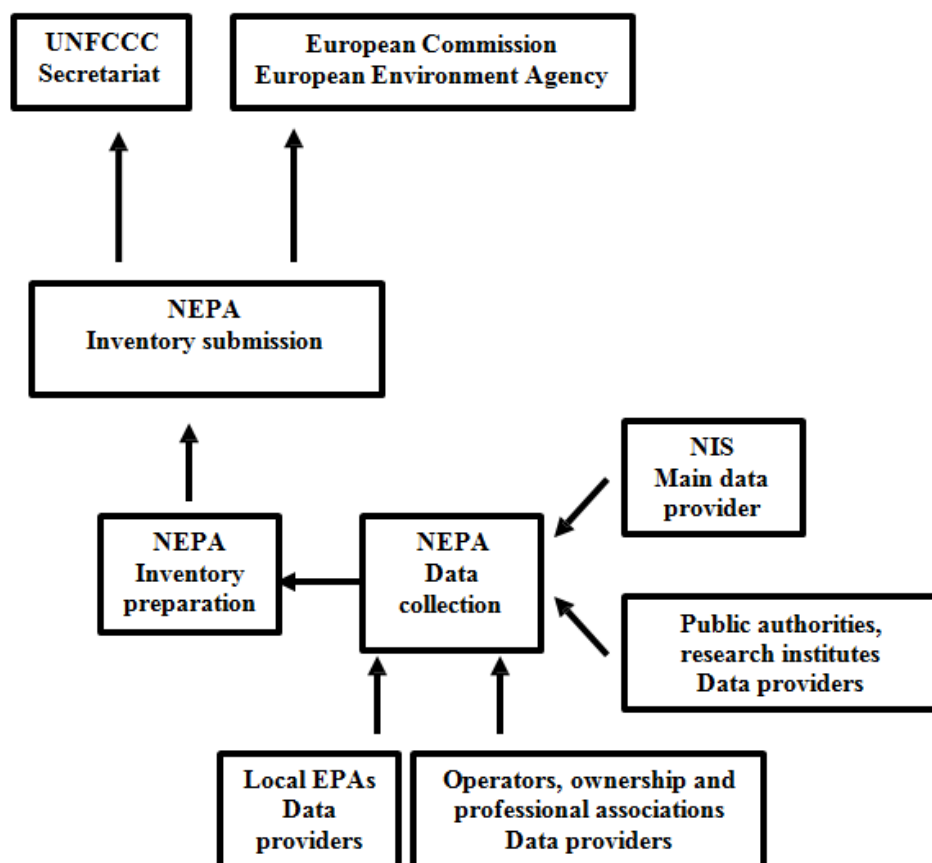 UNFCCC
Secretariat
European Commission
European Environment Agency
NEPA
Inventory submission
NIS
Main data
provider
NEPA
Inventory
preparation
NEPA
Data
collection
Public authorities,
research institutes
Data providers
Local EPAs
Data
providers
Operators, ownership and
professional associations
Data providers